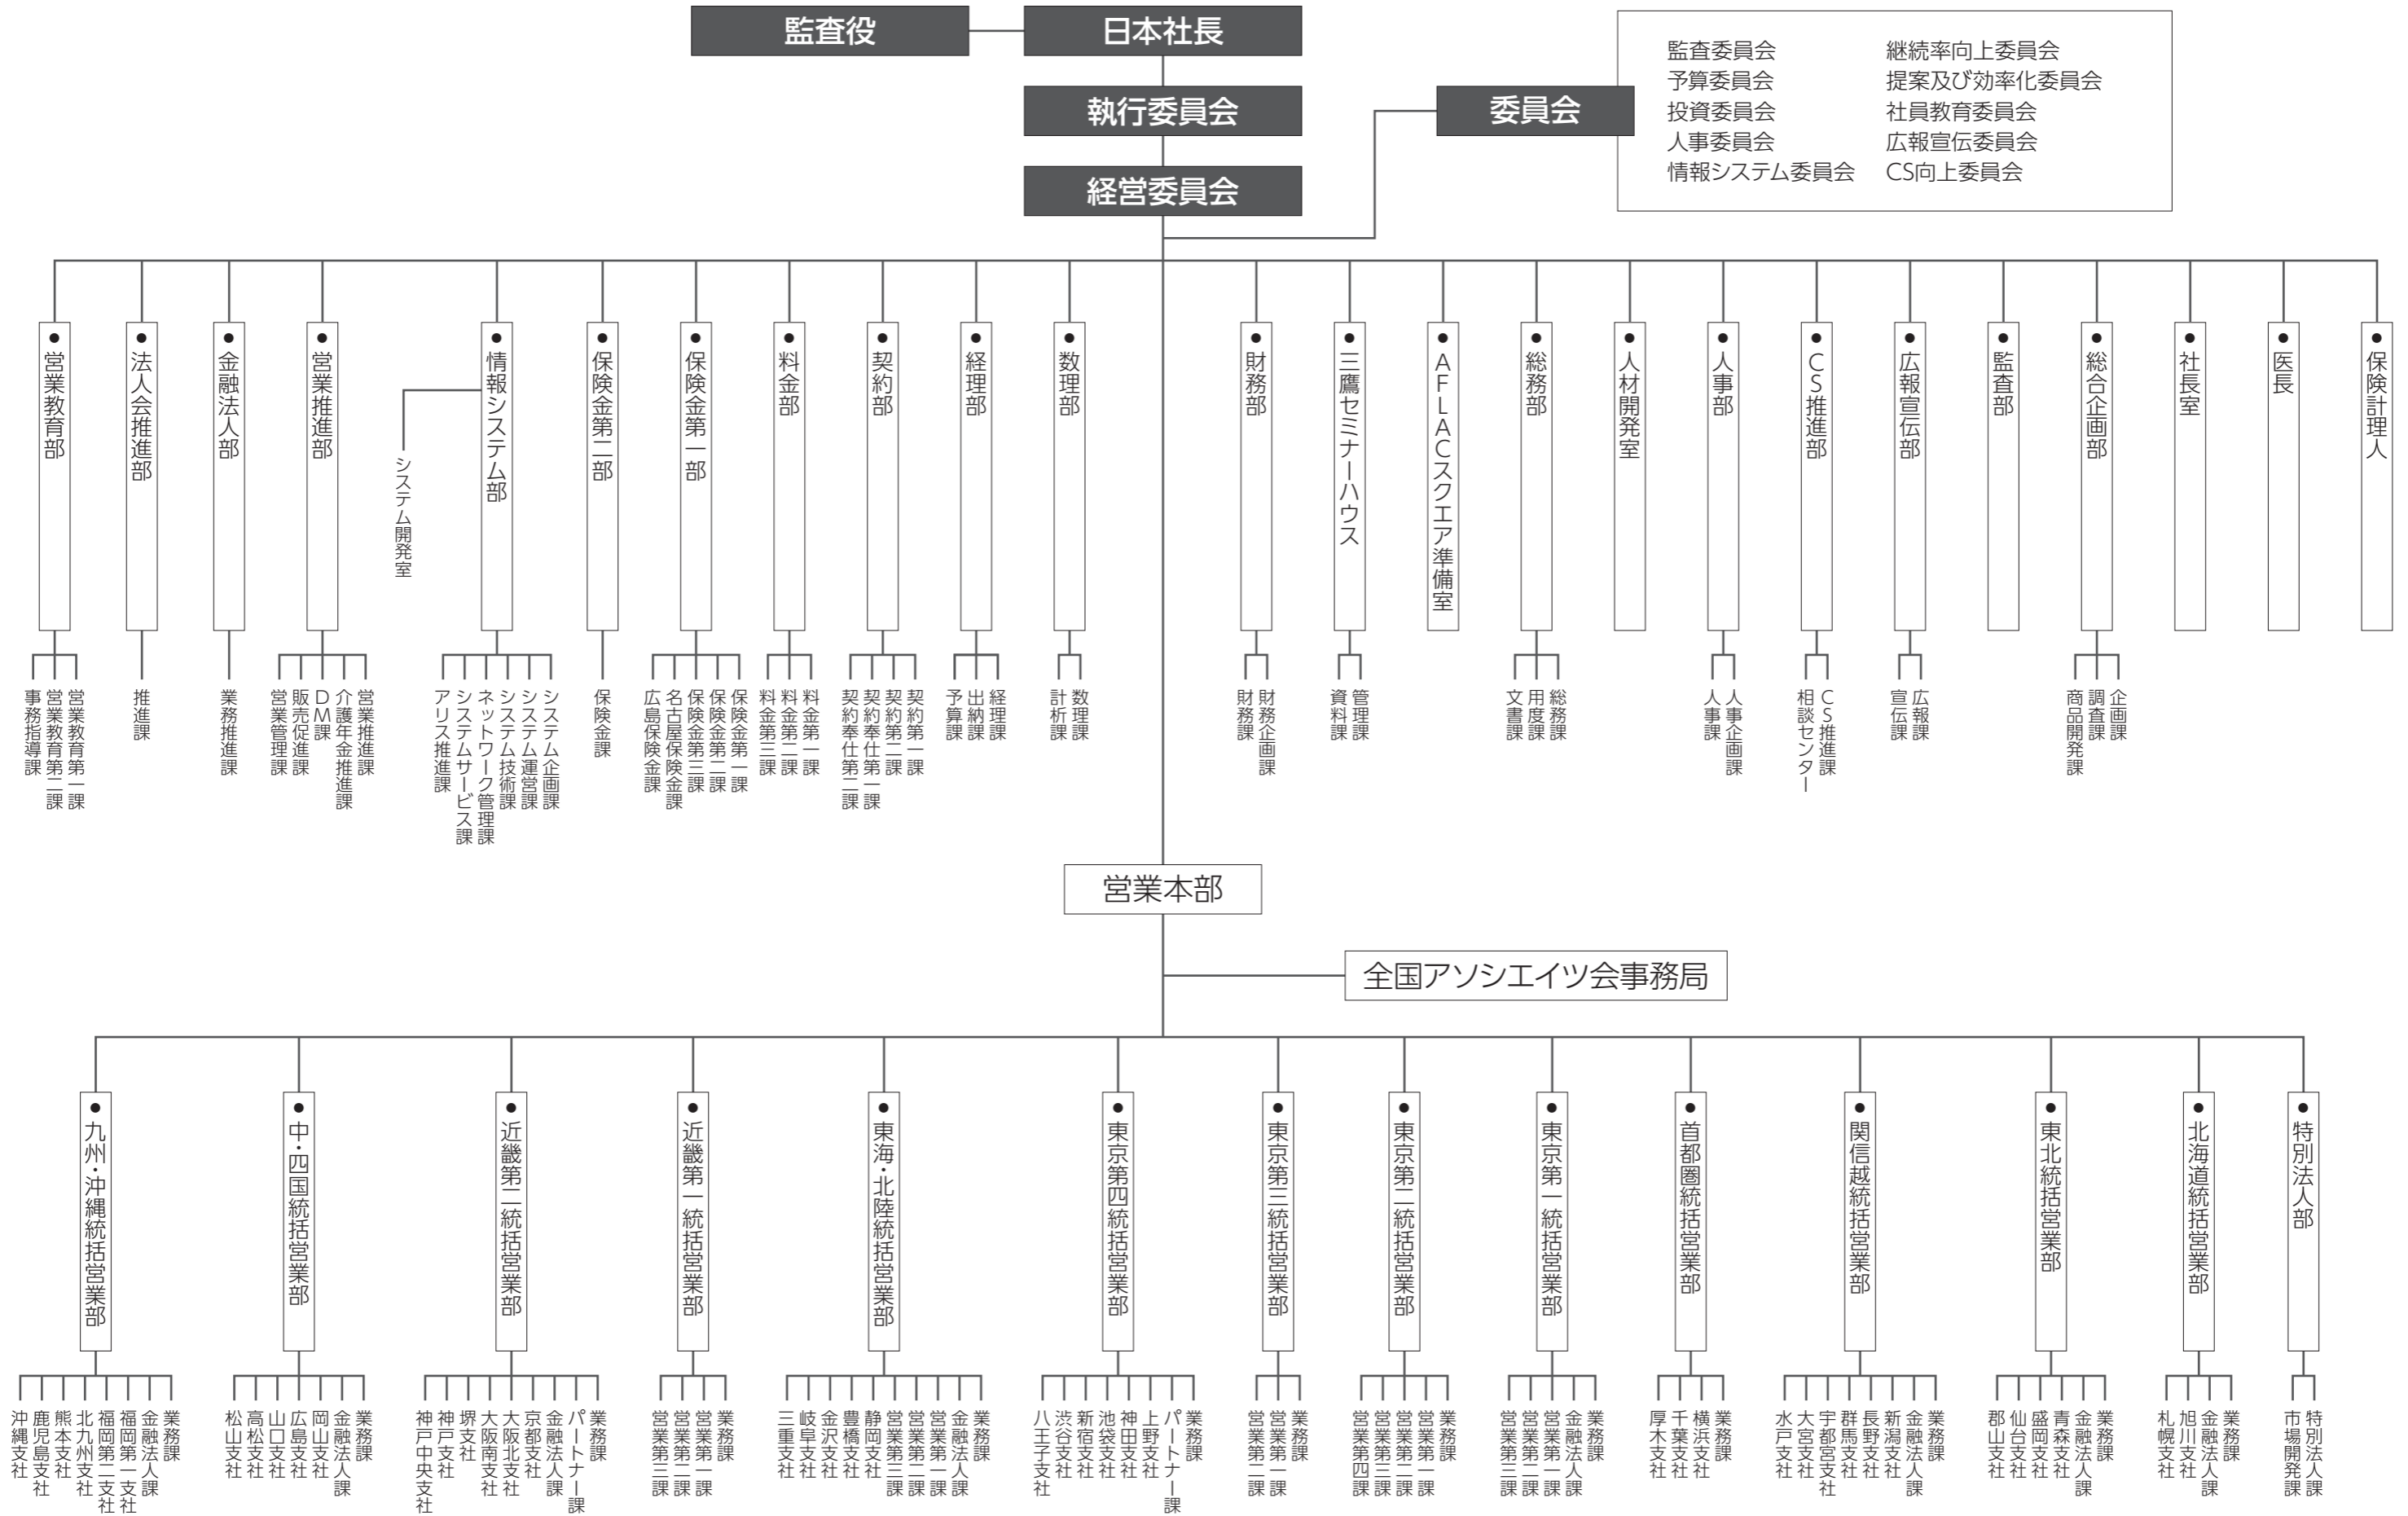 監査役
日本社長
執行委員会
経営委員会
委員会
監査委員会
予算委員会
投資委員会
人事委員会
情報システム委員会
継続率向上委員会
提案及び効率化委員会
社員教育委員会
広報宣伝委員会
CS向上委員会
●保険計理人
●医長
●社長室
●総合企画部
企画課
調査課
商品開発課
●監査部
●広報宣伝部
広報課
宣伝課
●CS推進部
CS推進課
相談センター
●人事部
人事企画課
人事課
●人材開発室
●総務部
総務課
用度課
文書課
●AFLACスクエア準備室
●三鷹セミナーハウス
管理課
資料課
●財務部
財務企画課
財務課
●数理部
数理課
計析課
●経理部
経理課
出納課
予算課
●契約部
契約第一課
契約第二課
契約奉仕第一課
契約奉仕第二課
●料金部
料金第一課
料金第二課
料金第三課
●保険金第一部
保険金第一課
保険金第二課
保険金第三課
名古屋保険金課
広島保険金課
●保険金第二部
保険金課
●情報システム部
システム開発室
システム企画課
システム運営課
システム技術課
ネットワーク管理課
システムサービス課
アリス推進課
●営業推進部
営業推進課
介護年金推進課
DM課
販売促進課
営業管理課
●金融法人部
業務推進課
●法人会推進部
推進課
●営業教育部
営業教育第一課
営業教育第二課
事務指導課
営業本部
全国アソシエイツ会事務局
●特別法人部
特別法人課
市場開発課
●北海道統括営業部
業務課
金融法人課
旭川支社
札幌支社
●東北統括営業部
業務課
金融法人課
青森支社
盛岡支社
仙台支社
郡山支社
●関信越統括営業部
業務課
金融法人課
新潟支社
長野支社
群馬支社
宇都宮支社
大宮支社
水戸支社
●首都圏統括営業部
業務課
横浜支社
千葉支社
厚木支社
●東京第一統括営業部
業務課
金融法人課
営業第一課
営業第二課
営業第三課
●東京第二統括営業部
業務課
営業第一課
営業第二課
営業第三課
営業第四課
●東京第三統括営業部
業務課
営業第一課
営業第二課
●東京第四統括営業部
業務課
パートナー課
上野支社
神田支社
池袋支社
新宿支社
渋谷支社
八王子支社
●東海・北陸統括営業部
業務課
金融法人課
営業第一課
営業第二課
営業第三課
静岡支社
豊橋支社
金沢支社
岐阜支社
三重支社
●近畿第一統括営業部
業務課
営業第一課
営業第二課
営業第三課
●近畿第二統括営業部
業務課
パートナー課
金融法人課
京都支社
大阪北支社
大阪南支社
堺支社
神戸支社
神戸中央支社
●中・四国統括営業部
業務課
金融法人課
岡山支社
広島支社
山口支社
高松支社
松山支社
●九州・沖縄統括営業部
業務課
金融法人課
福岡第一支社
福岡第二支社
北九州支社
熊本支社
鹿児島支社
沖縄支社